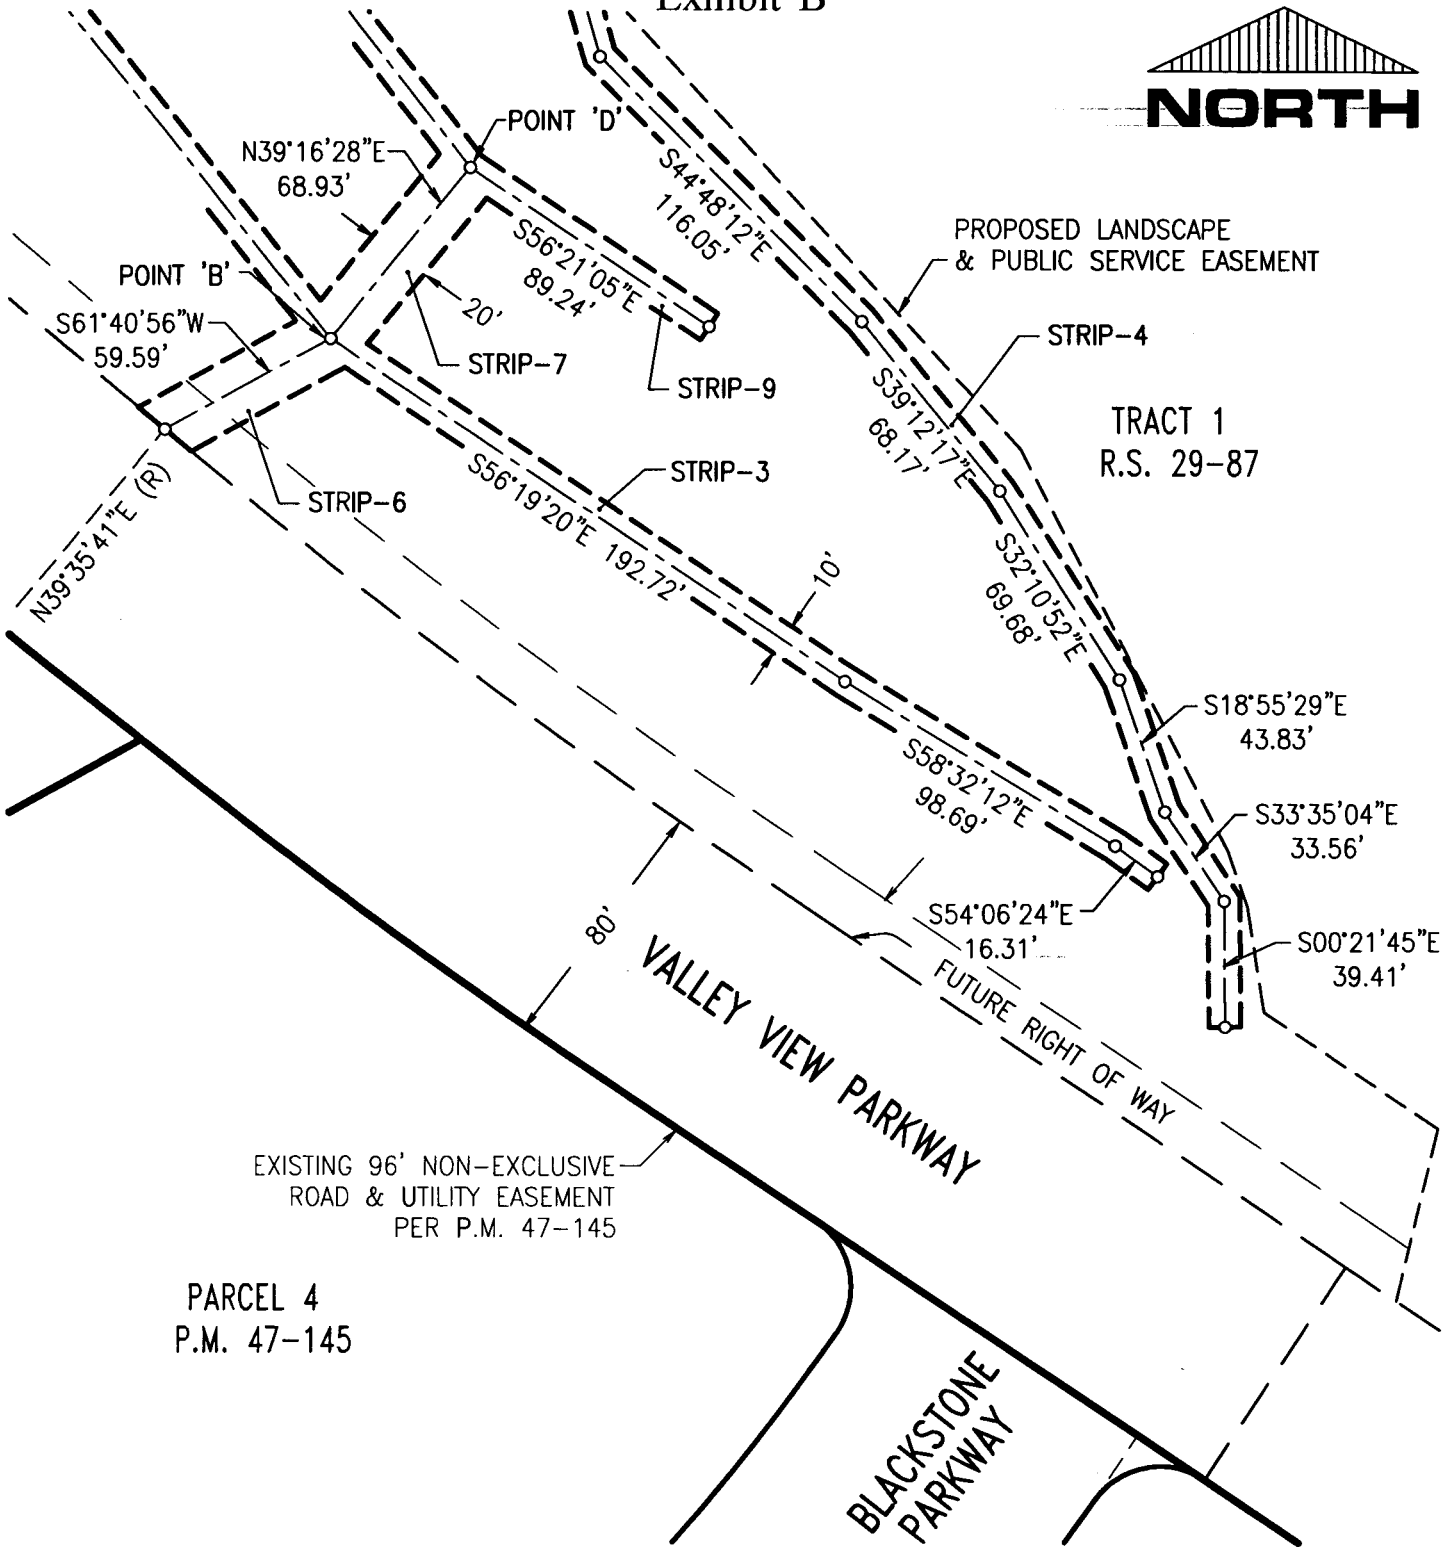 Exhibit B
NORTH
POINT 'D'
N39°16'28"E
68.93'
S44°48'12"E
116.05'
PROPOSED LANDSCAPE
& PUBLIC SERVICE EASEMENT
S56°21'05"E
89.24'
POINT 'B'
S61°40'56"W
59.59'
20'
STRIP-7
STRIP-9
STRIP-4
S39°12'17"E
68.17'
TRACT 1
R.S. 29-87
STRIP-3
STRIP-6
S56°19'20"E 192.72'
N39°35'41"E (R)
10'
S32°10'52"E
69.68'
S18°55'29"E
43.83'
S58°32'12"E
98.69'
S33°35'04"E
33.56'
S54°06'24"E
16.31'
S00°21'45"E
39.41'
80'
VALLEY VIEW PARKWAY
FUTURE RIGHT OF WAY
EXISTING 96' NON-EXCLUSIVE
ROAD & UTILITY EASEMENT
PER P.M. 47-145
PARCEL 4
P.M. 47-145
BLACKSTONE
PARKWAY